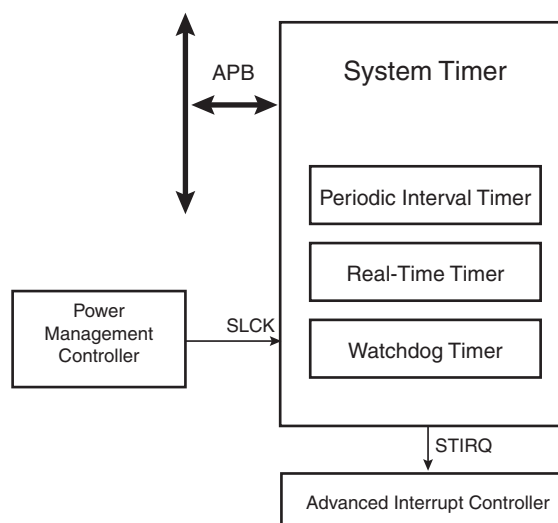 APB
System Timer
Periodic Interval Timer
Real-Time Timer
Power
Management
Controller
SLCK
Watchdog Timer
STIRQ
Advanced Interrupt Controller